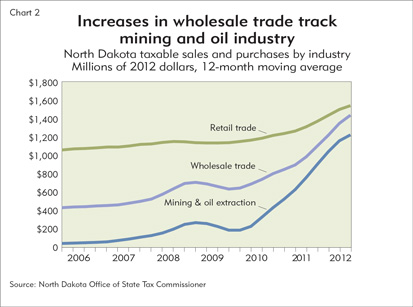 Chart 2
Increases in wholesale trade track
mining and oil industry
North Dakota taxable sales and purchases by industry
Millions of 2012 dollars, 12-month moving average
$1,800
$1,600
$1,400
$1,200
$1,000
$800
$600
$400
$200
$0
Retail trade
Wholesale trade
Mining & oil extraction
2006 2007 2008 2009 2010 2011 2012
Source: North Dakota Office of State Tax Commissioner